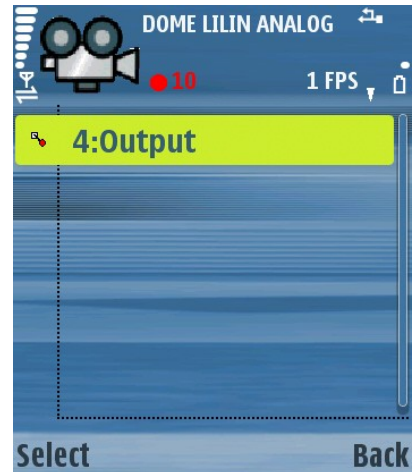 DOME LILIN ANALOG
10
1 FPS
4:Output
Select
Back